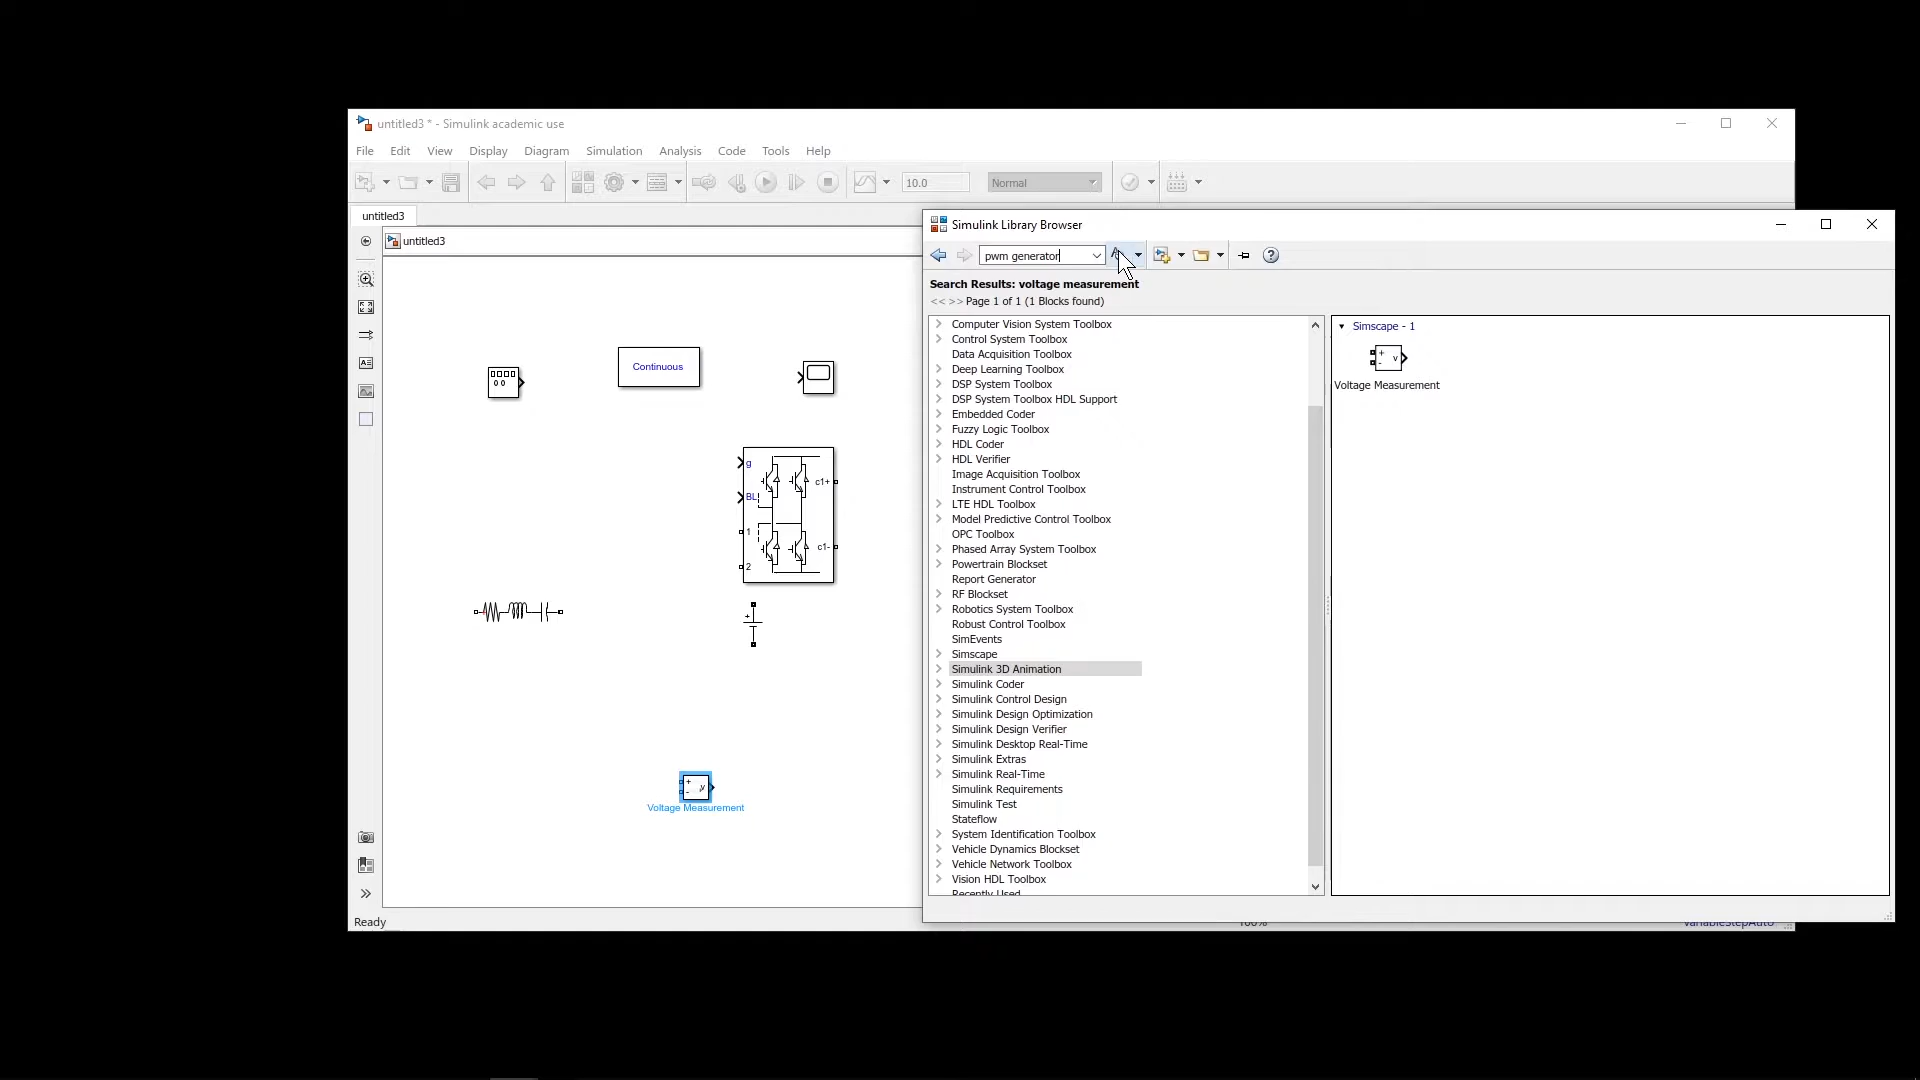 untitled3 * - Simulink academic use
File Edit View Display Diagram Simulation Analysis Code Tools Help
10.0 Normal
untitled3
untitled3
Continuous
g
BL
1
2
c1+
c1-
+
+
-
v
Voltage Measurement
Ready
100%
VariableStepAuto
Simulink Library Browser
pwm generator
Search Results: voltage measurement
<< >> Page 1 of 1 (1 Blocks found)
Computer Vision System Toolbox
Control System Toolbox
Data Acquisition Toolbox
Deep Learning Toolbox
DSP System Toolbox
DSP System Toolbox HDL Support
Embedded Coder
Fuzzy Logic Toolbox
HDL Coder
HDL Verifier
Image Acquisition Toolbox
Instrument Control Toolbox
LTE HDL Toolbox
Model Predictive Control Toolbox
OPC Toolbox
Phased Array System Toolbox
Powertrain Blockset
Report Generator
RF Blockset
Robotics System Toolbox
Robust Control Toolbox
SimEvents
Simscape
Simulink 3D Animation
Simulink Coder
Simulink Control Design
Simulink Design Optimization
Simulink Design Verifier
Simulink Desktop Real-Time
Simulink Extras
Simulink Real-Time
Simulink Requirements
Simulink Test
Stateflow
System Identification Toolbox
Vehicle Dynamics Blockset
Vehicle Network Toolbox
Vision HDL Toolbox
Recently Used
Simscape - 1
+
-
v
Voltage Measurement